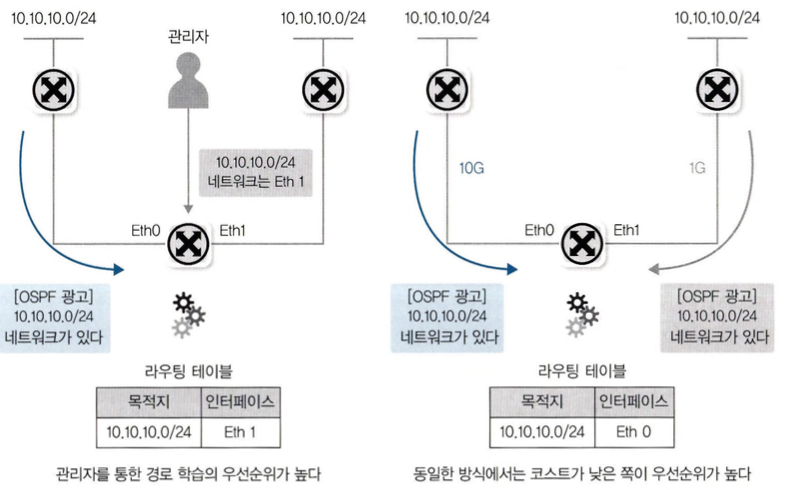 10.10.10.0/24
10.10.10.0/24
관리자
10.10.10.0/24
네트워크는 Eth 1
Eth0
Eth1
[OSPF 광고]
10.10.10.0/24
네트워크가 있다
라우팅 테이블
목적지
인터페이스
10.10.10.0/24
Eth 1
관리자를 통한 경로 학습의 우선순위가 높다
10.10.10.0/24
10.10.10.0/24
10G
1G
Eth0
Eth1
[OSPF 광고]
10.10.10.0/24
네트워크가 있다
[OSPF 광고]
10.10.10.0/24
네트워크가 있다
라우팅 테이블
목적지
인터페이스
10.10.10.0/24
Eth 0
동일한 방식에서는 코스트가 낮은 쪽이 우선순위가 높다